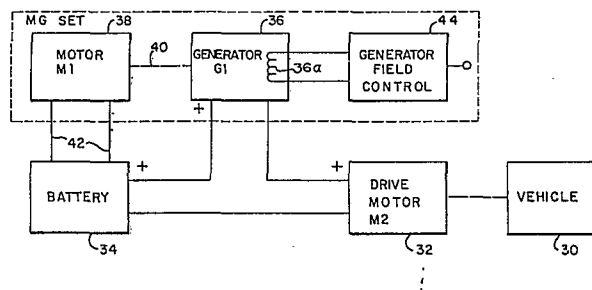 MG SET
38
36
44
MOTOR
M1
40
GENERATOR
G1
36a
GENERATOR
FIELD
CONTROL
+
42
+
+
BATTERY
DRIVE
MOTOR
M2
VEHICLE
34
32
30